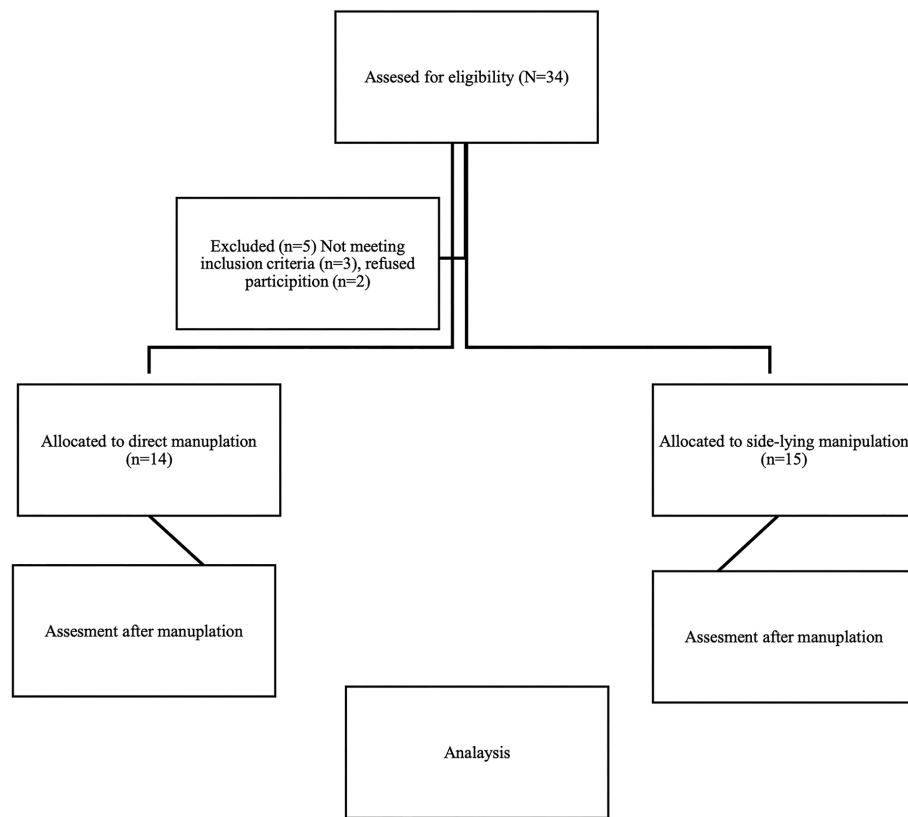 Assesed for eligibility (N=34)
Excluded (n=5) Not meeting
inclusion criteria (n=3), refused
participition (n=2)
Allocated to direct manuplation
(n=14)
Allocated to side-lying manipulation
(n=15)
Assesment after manuplation
Assesment after manuplation
Analaysis